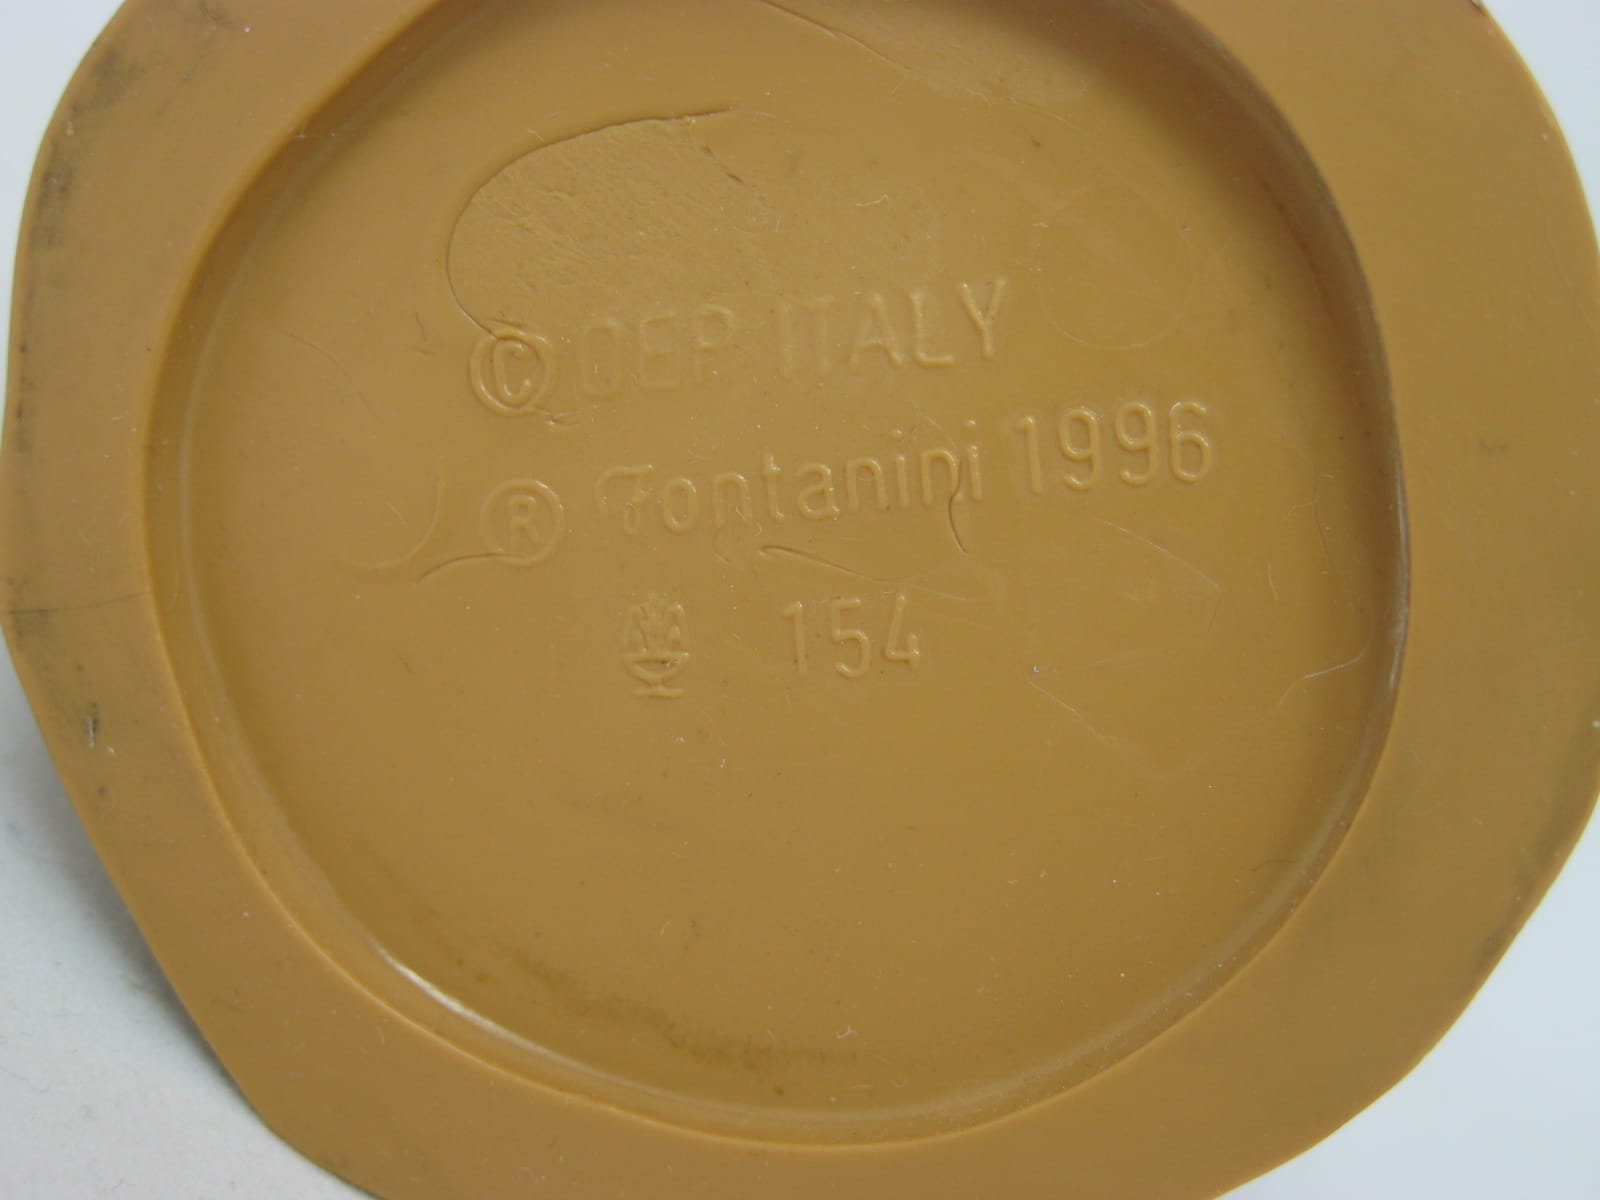 © OEP ITALY
® Fontanini 1996
154